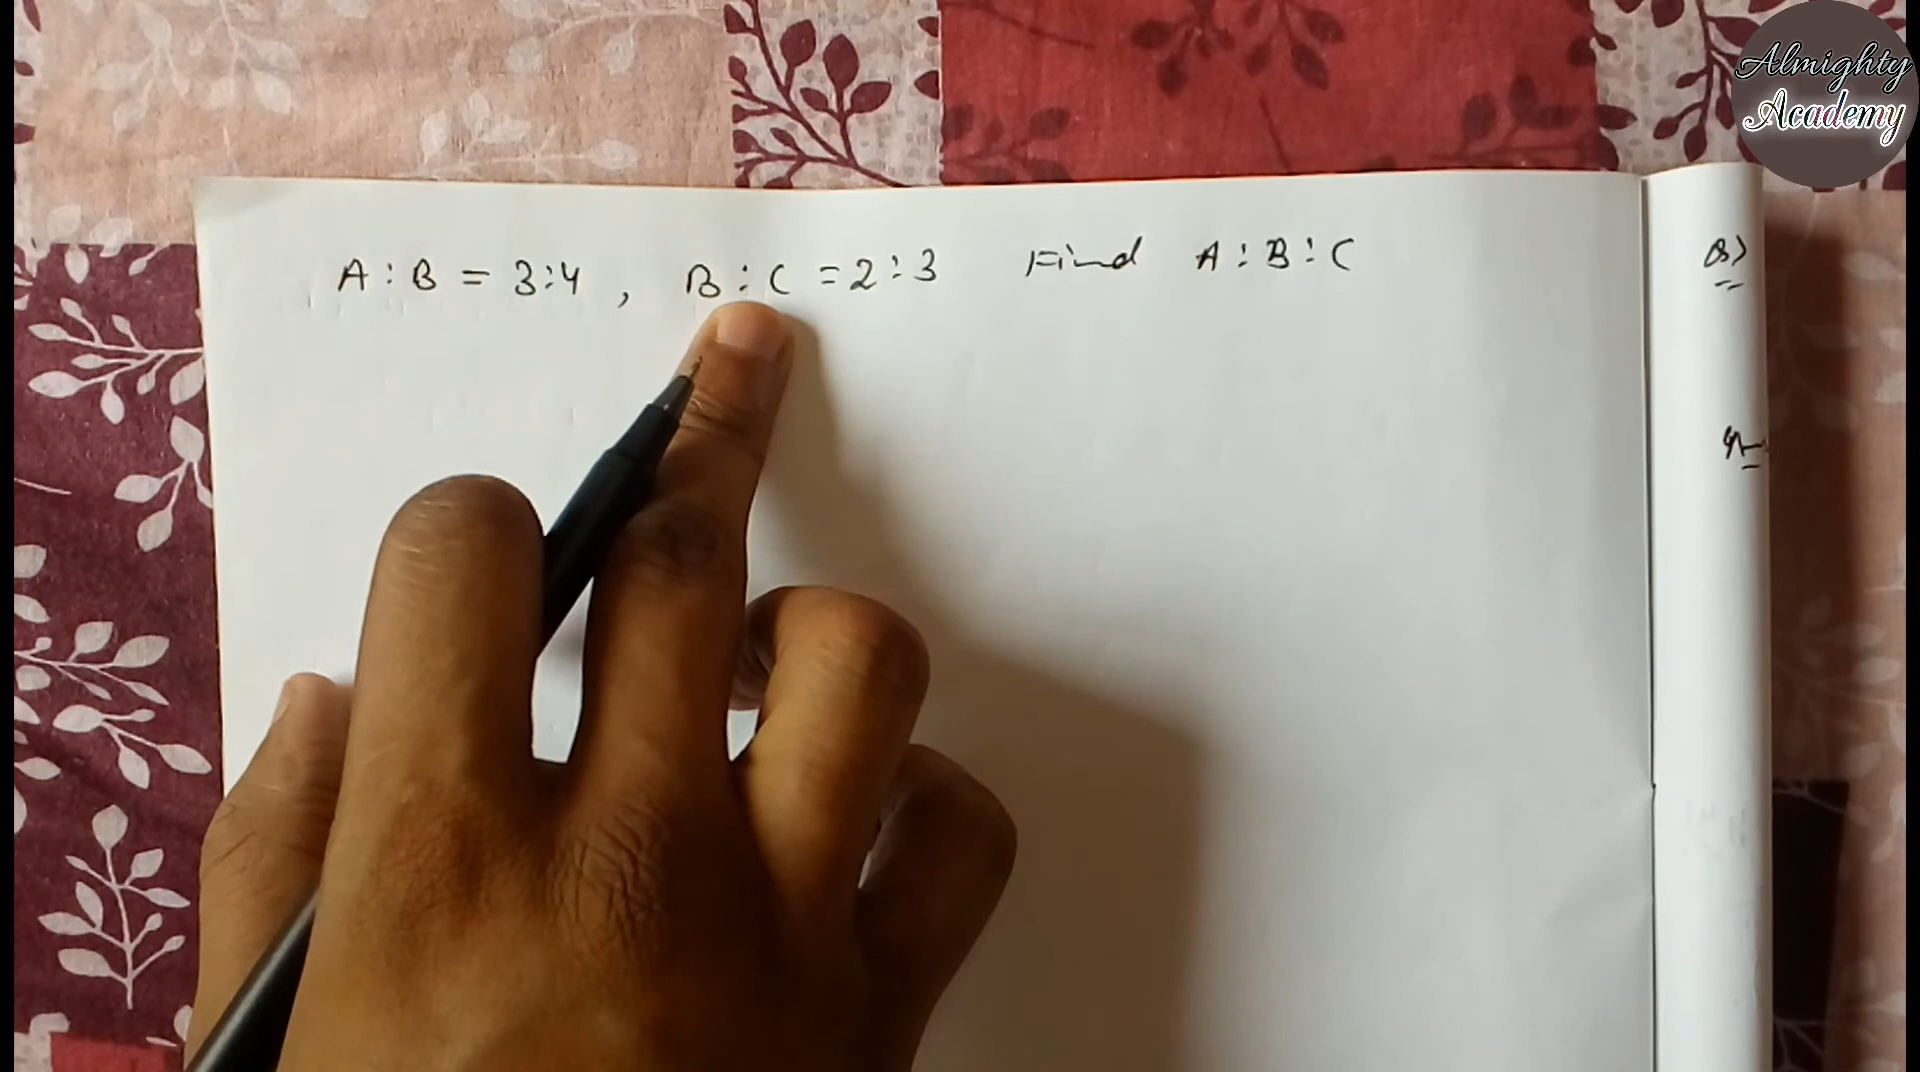 Almighty
Academy
A : B = 3:4 , B : C = 2:3 Find A : B : C